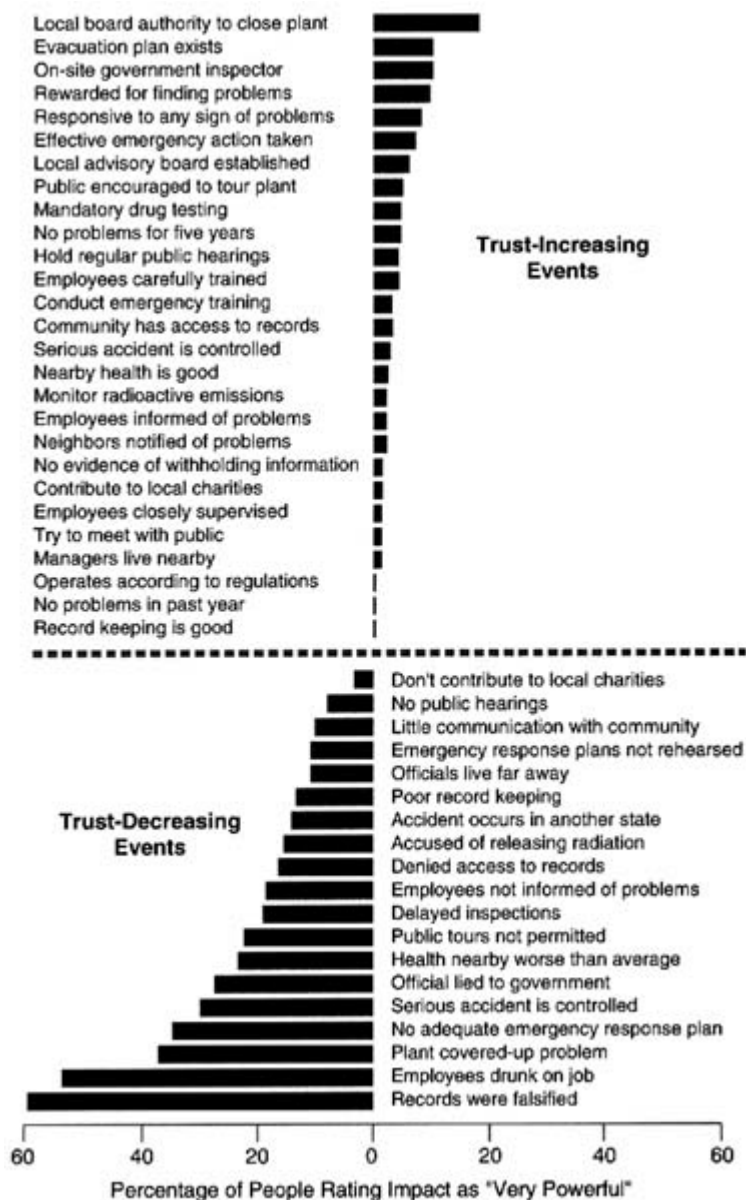 Local board authority to close plant
Evacuation plan exists
On-site government inspector
Rewarded for finding problems
Responsive to any sign of problems
Effective emergency action taken
Local advisory board established
Public encouraged to tour plant
Mandatory drug testing
No problems for five years
Hold regular public hearings
Employees carefully trained
Conduct emergency training
Community has access to records
Serious accident is controlled
Nearby health is good
Monitor radioactive emissions
Employees informed of problems
Neighbors notified of problems
No evidence of withholding information
Contribute to local charities
Employees closely supervised
Try to meet with public
Managers live nearby
Operates according to regulations
No problems in past year
Record keeping is good
Trust-Increasing
Events
Don't contribute to local charities
No public hearings
Little communication with community
Emergency response plans not rehearsed
Officials live far away
Poor record keeping
Accident occurs in another state
Accused of releasing radiation
Denied access to records
Employees not informed of problems
Delayed inspections
Public tours not permitted
Health nearby worse than average
Official lied to government
Serious accident is controlled
No adequate emergency response plan
Plant covered-up problem
Employees drunk on job
Records were falsified
Trust-Decreasing
Events
60 40 20 0 20 40 60
Percentage of People Rating Impact as "Very Powerful"